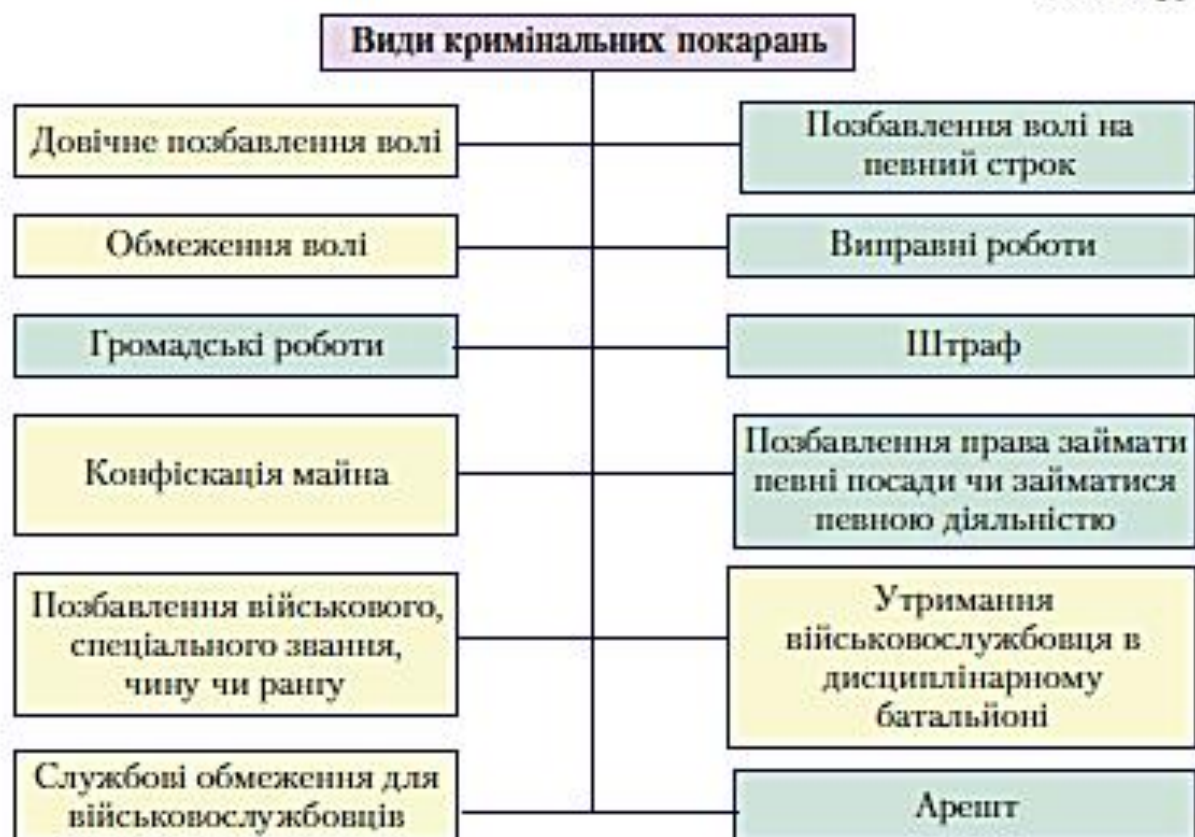 Види кримінальних покарань
Довічне позбавлення волі
Позбавлення волі на
певний строк
Обмеження волі
Виправні роботи
Громадські роботи
Штраф
Конфіскація майна
Позбавлення права займати
певні посади чи займатися
певною діяльністю
Позбавлення військового,
спеціального звання,
чину чи рангу
Утримання
військовослужбовця в
дисциплінарному
батальйоні
Службові обмеження для
військовослужбовців
Арешт